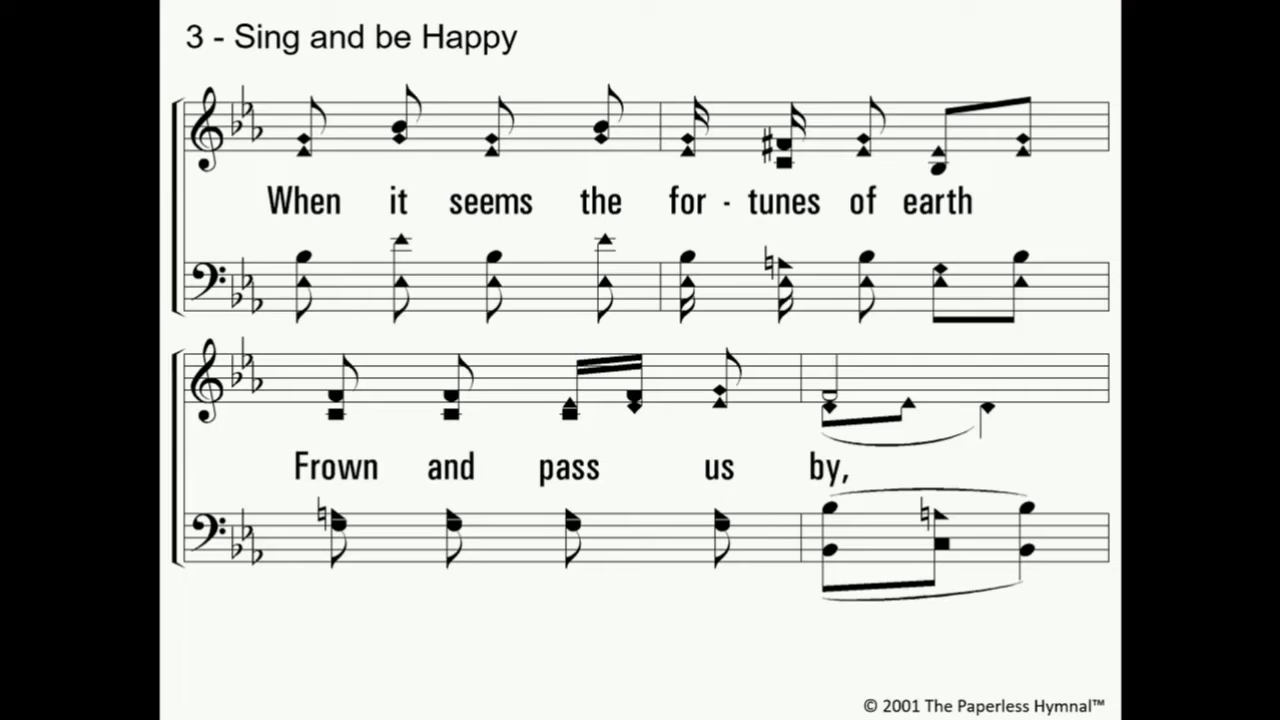 3 - Sing and be Happy
When it seems the for - tunes of earth
Frown and pass us by,
© 2001 The Paperless Hymnal™